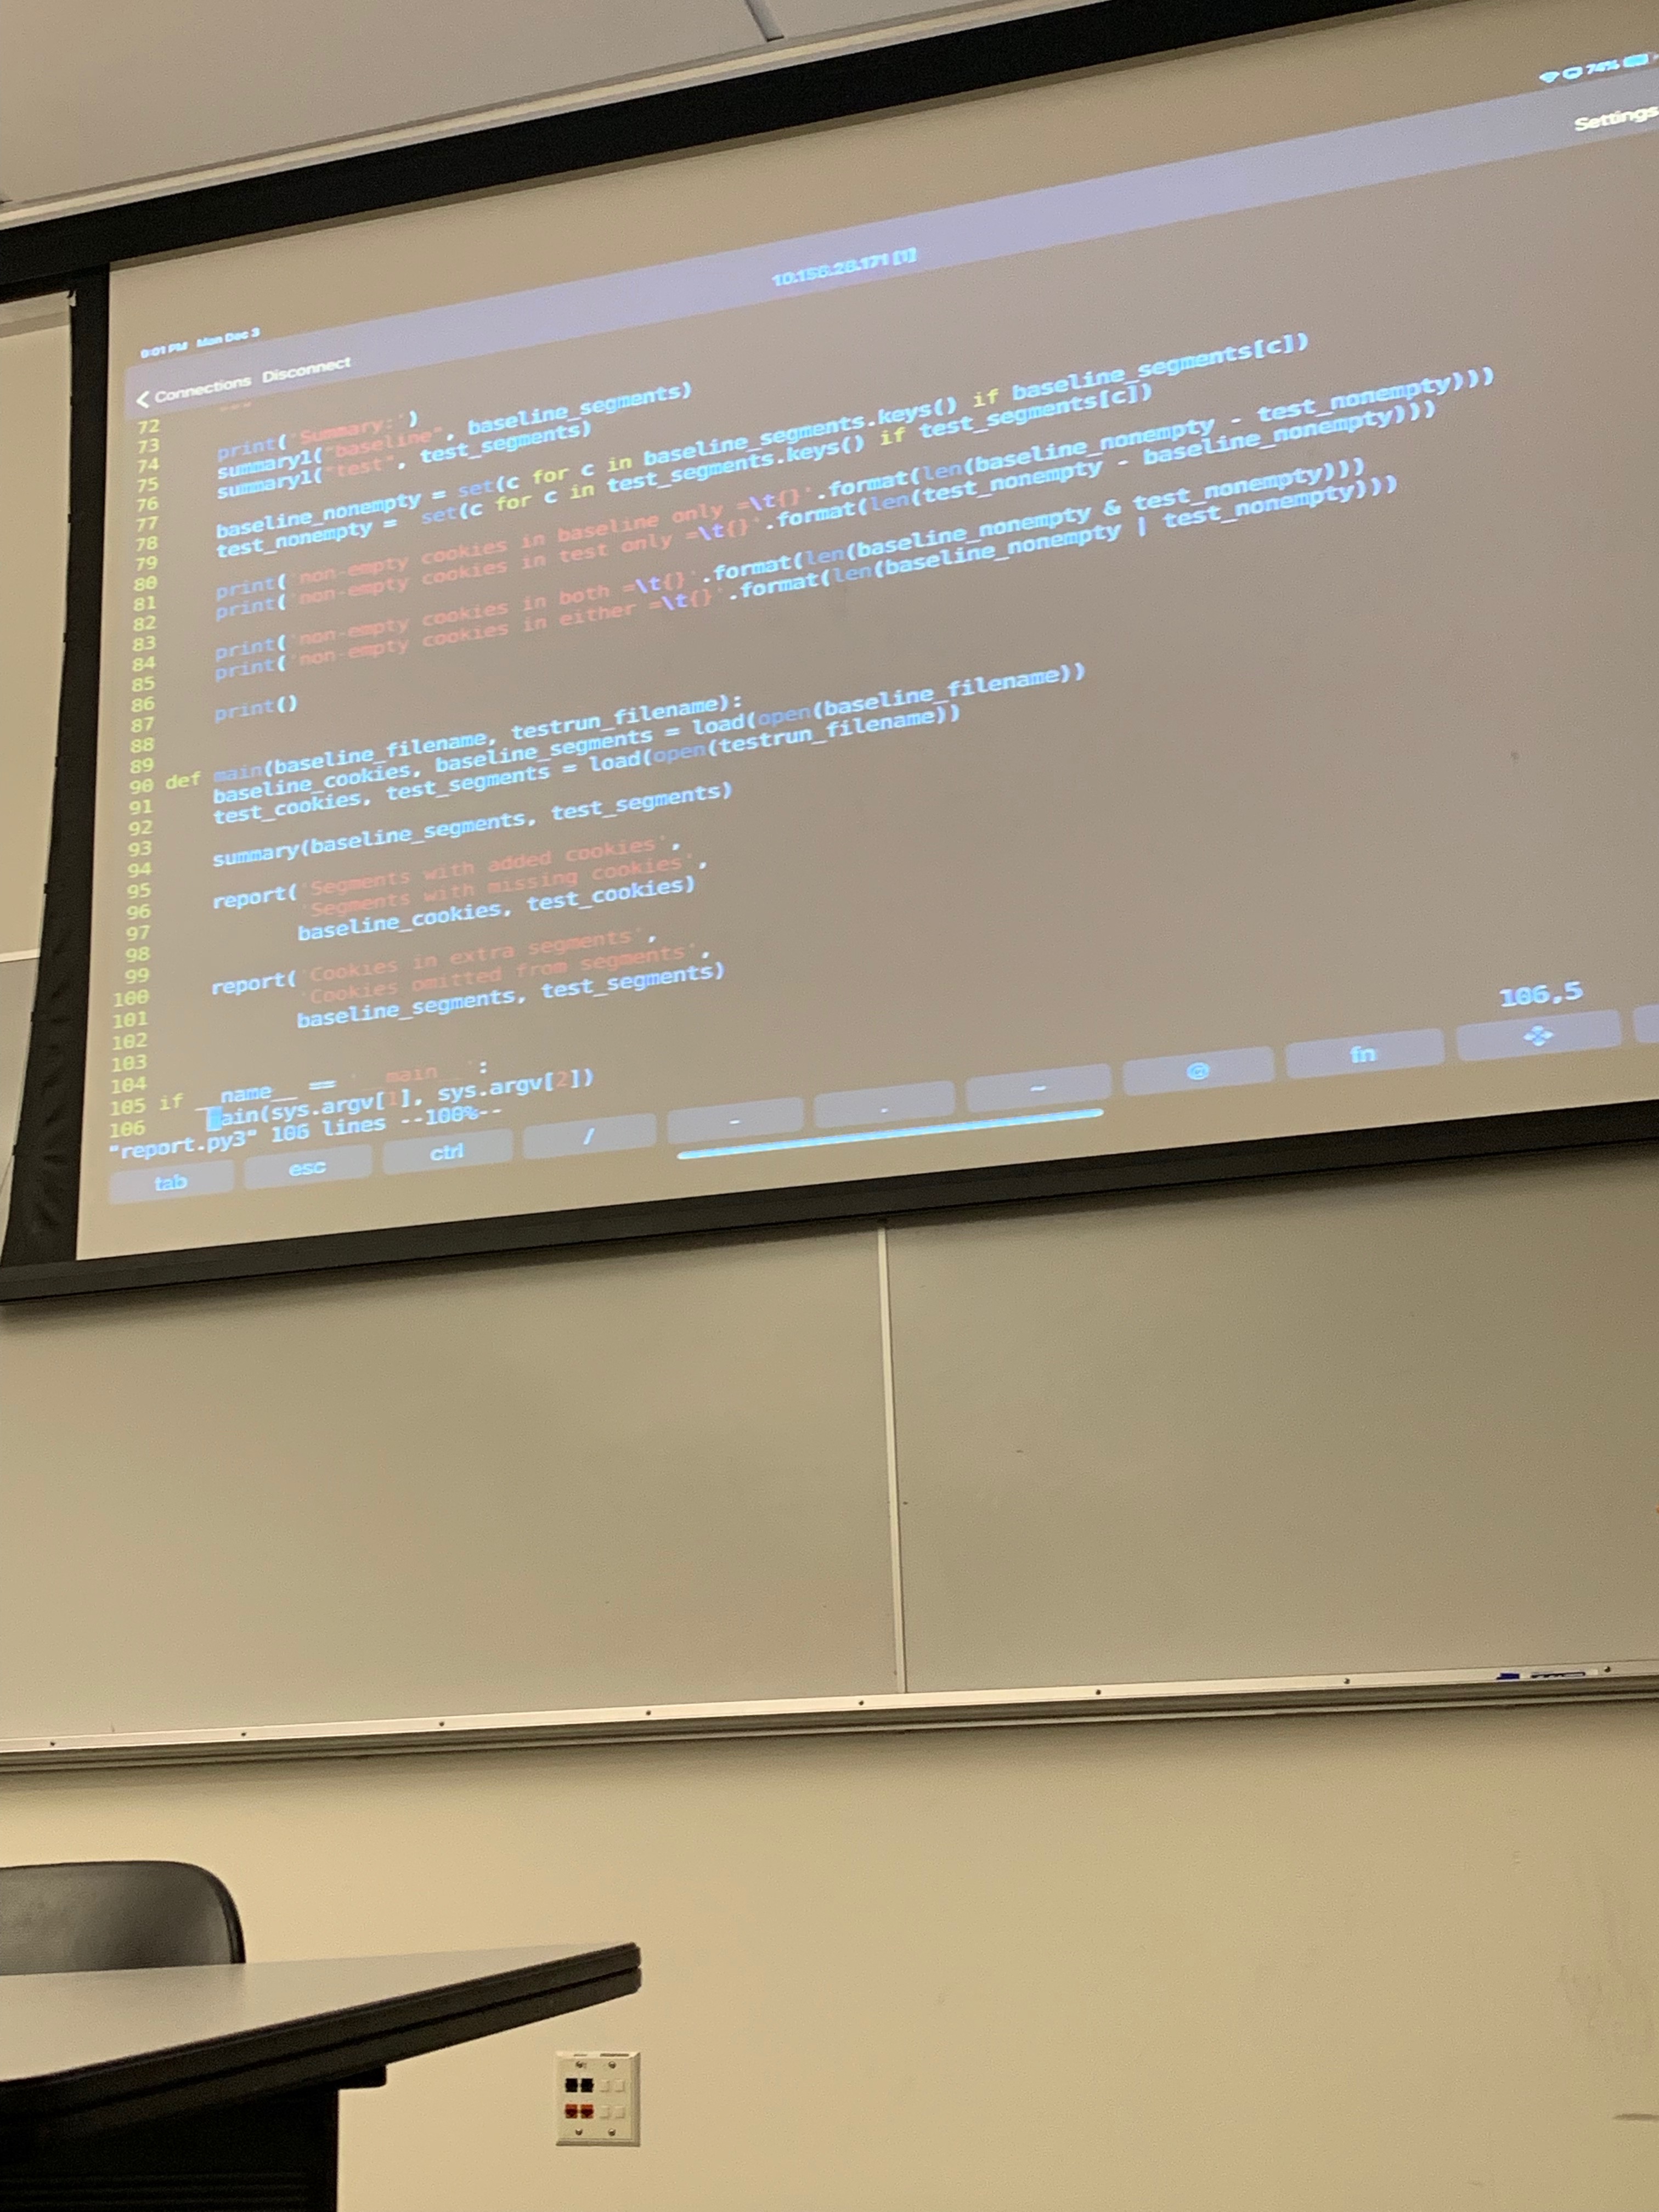 74%
Settings
9:01 PM Mon Dec 3
10.156.28.171 [1]
Connections Disconnect
72     """
73     print('Summary:')
74     summary1("baseline", baseline_segments)
75     summary1("test", test_segments)
76
77     baseline_nonempty = set(c for c in baseline_segments.keys() if baseline_segments[c])
78     test_nonempty =  set(c for c in test_segments.keys() if test_segments[c])
79
80     print('non-empty cookies in baseline only =\t{}'.format(len(baseline_nonempty - test_nonempty)))
81     print('non-empty cookies in test only =\t{}'.format(len(test_nonempty - baseline_nonempty)))
82
83     print('non-empty cookies in both =\t{}'.format(len(baseline_nonempty & test_nonempty)))
84     print('non-empty cookies in either =\t{}'.format(len(baseline_nonempty | test_nonempty)))
85
86     print()
87
88
89
90 def main(baseline_filename, testrun_filename):
91     baseline_cookies, baseline_segments = load(open(baseline_filename))
92     test_cookies, test_segments = load(open(testrun_filename))
93
94     summary(baseline_segments, test_segments)
95
96     report('Segments with added cookies',
97            'Segments with missing cookies',
98            baseline_cookies, test_cookies)
99
100     report('Cookies in extra segments',
101            'Cookies omitted from segments',
102            baseline_segments, test_segments)
103
104
105 if __name__ == '__main__':
106     main(sys.argv[1], sys.argv[2])
"report.py3" 106 lines --100%--
106,5
tab esc ctrl / - . ~ @ fn